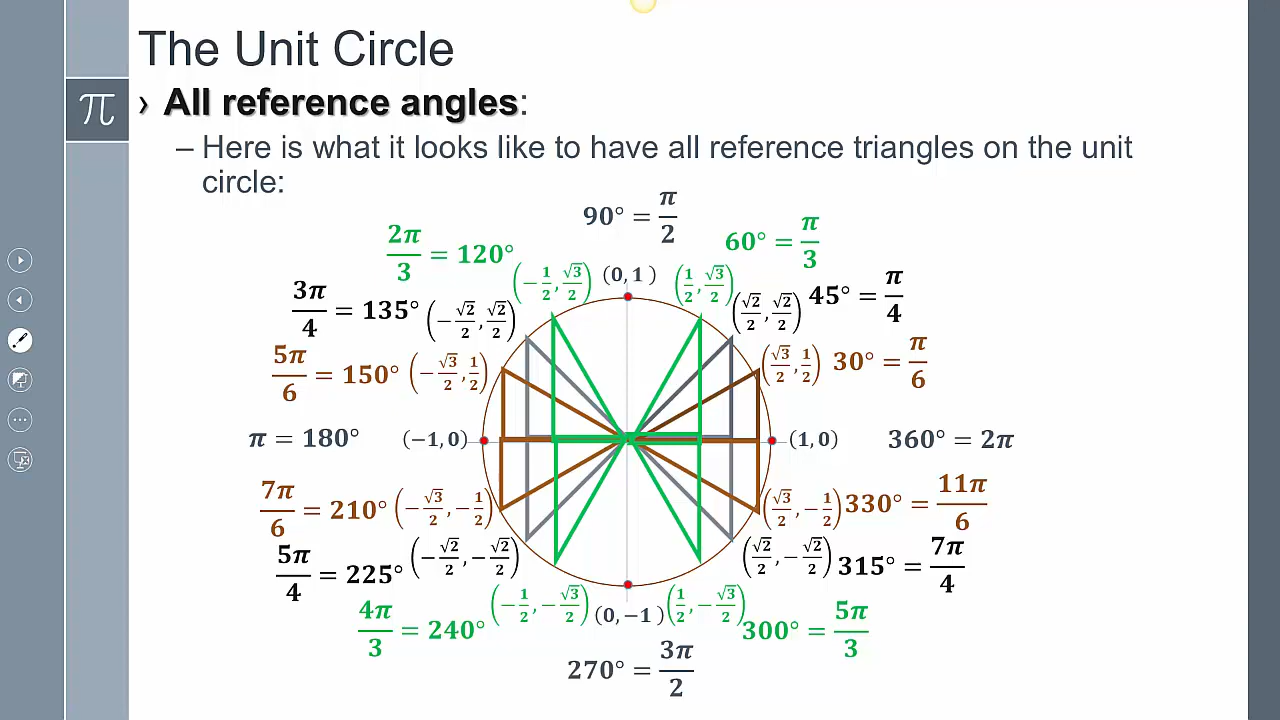 The Unit Circle
π
› All reference angles:
– Here is what it looks like to have all reference triangles on the unit
circle:
90° = π/2
2π/3 = 120°
60° = π/3
(−1/2, √3/2)
(0, 1)
(1/2, √3/2)
3π/4 = 135°
(−√2/2, √2/2)
(√2/2, √2/2)
45° = π/4
5π/6 = 150°
(−√3/2, 1/2)
(√3/2, 1/2)
30° = π/6
π = 180°
(−1, 0)
(1, 0)
360° = 2π
7π/6 = 210°
(−√3/2, −1/2)
(√3/2, −1/2)
330° = 11π/6
5π/4 = 225°
(−√2/2, −√2/2)
(√2/2, −√2/2)
315° = 7π/4
4π/3 = 240°
(−1/2, −√3/2)
(0, −1)
(1/2, −√3/2)
300° = 5π/3
270° = 3π/2